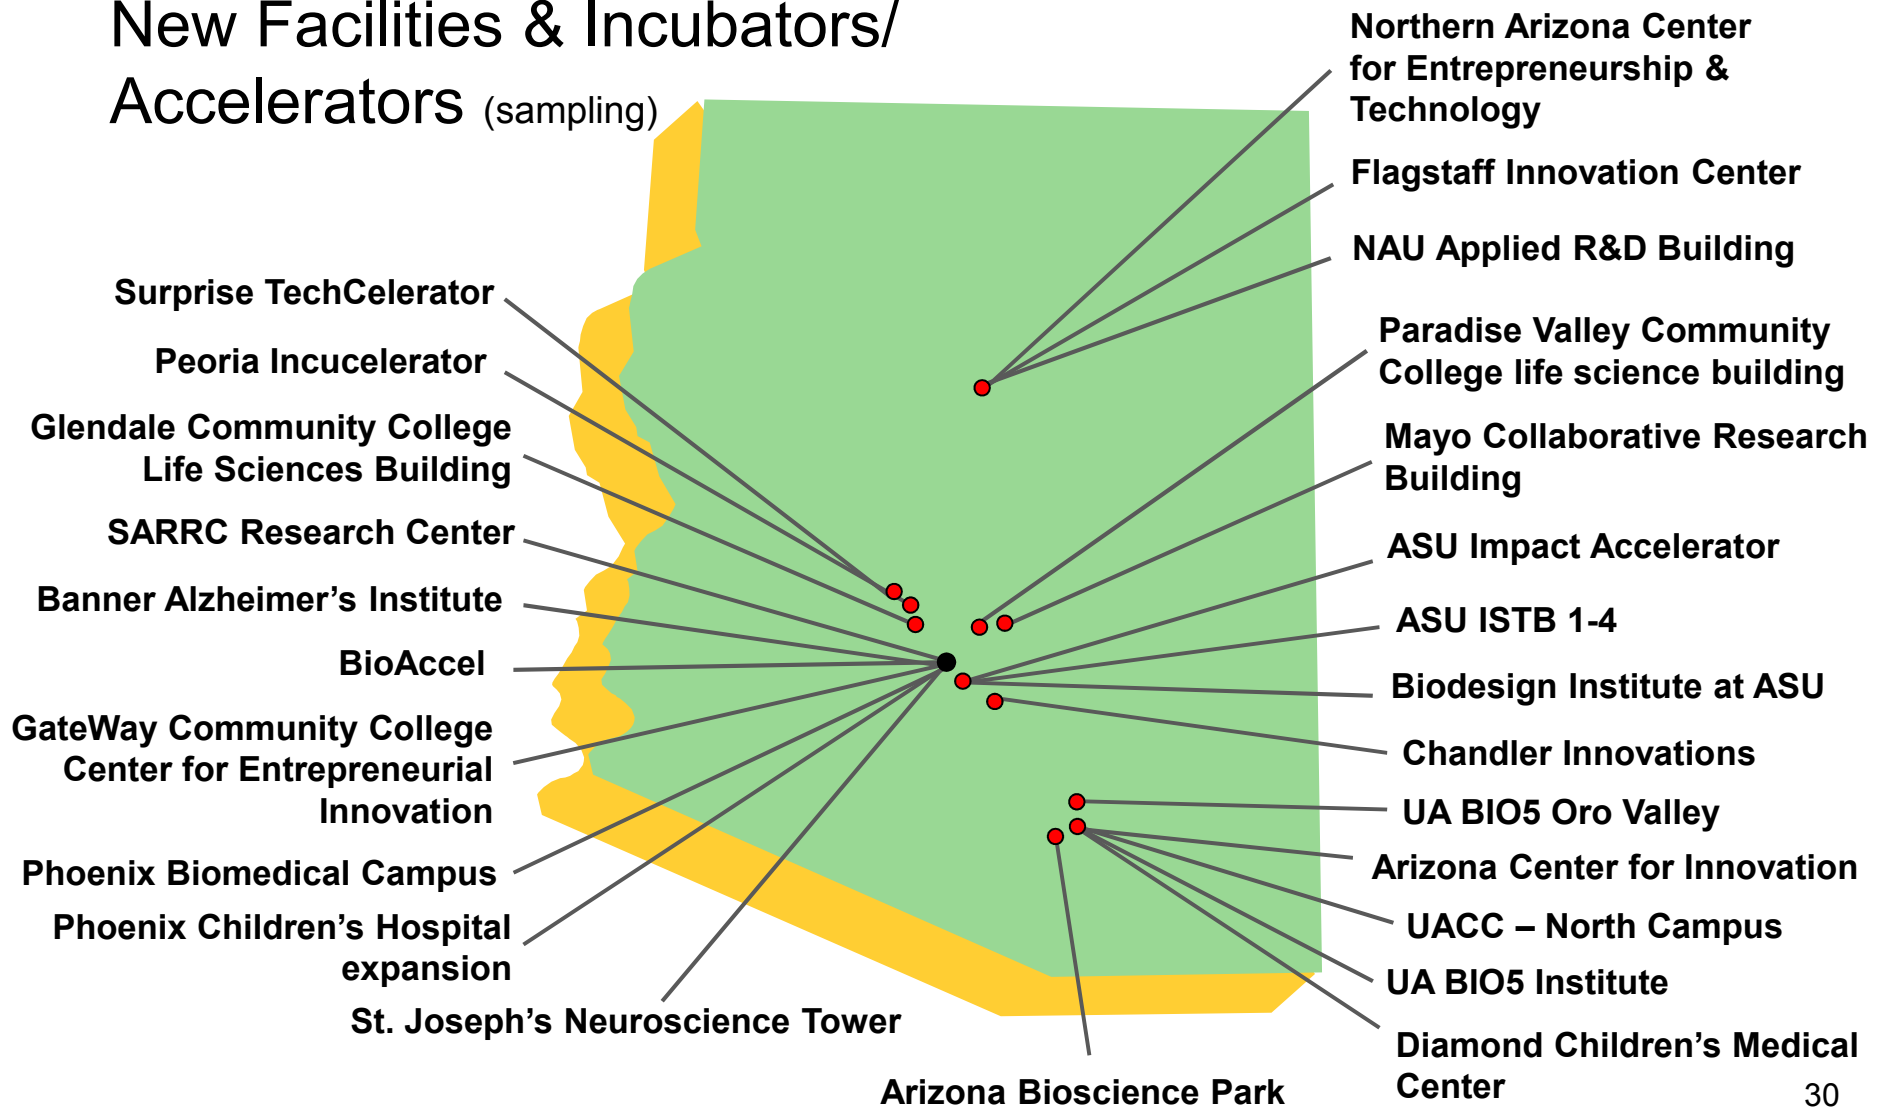 New Facilities & Incubators/
Accelerators (sampling)
Surprise TechCelerator
Peoria Incucelerator
Glendale Community College
Life Sciences Building
SARRC Research Center
Banner Alzheimer’s Institute
BioAccel
GateWay Community College
Center for Entrepreneurial
Innovation
Phoenix Biomedical Campus
Phoenix Children’s Hospital
expansion
St. Joseph’s Neuroscience Tower
Arizona Bioscience Park
Northern Arizona Center
for Entrepreneurship &
Technology
Flagstaff Innovation Center
NAU Applied R&D Building
Paradise Valley Community
College life science building
Mayo Collaborative Research
Building
ASU Impact Accelerator
ASU ISTB 1-4
Biodesign Institute at ASU
Chandler Innovations
UA BIO5 Oro Valley
Arizona Center for Innovation
UACC – North Campus
UA BIO5 Institute
Diamond Children’s Medical
Center
30